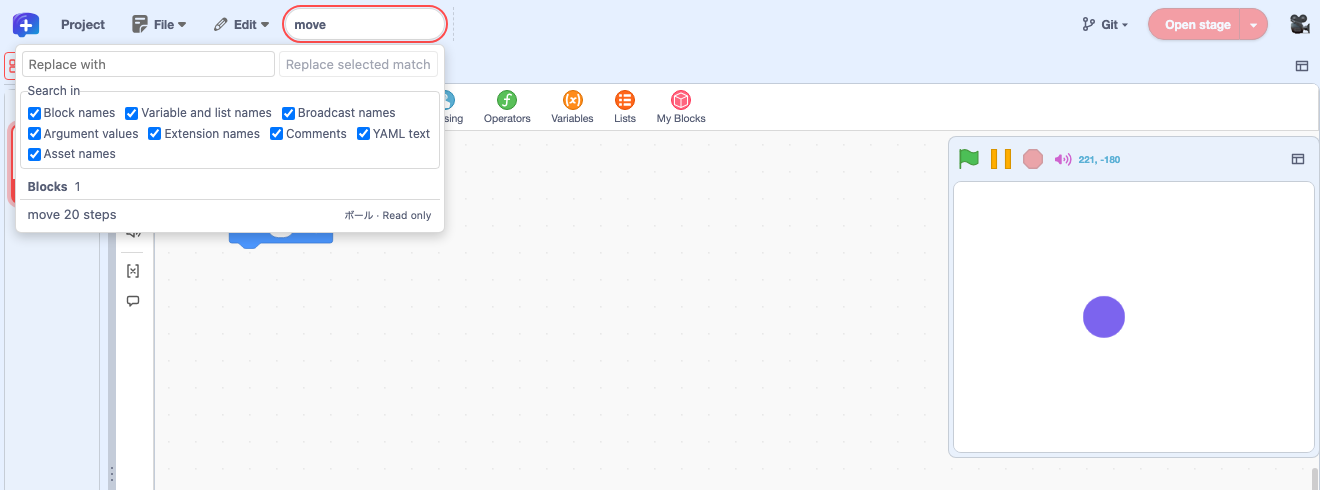 Project
File
Edit
move
Git
Open stage
Replace with
Replace selected match
Search in
Block names
Variable and list names
Broadcast names
Argument values
Extension names
Comments
YAML text
Asset names
Blocks 1
move 20 steps
ボール · Read only
Operators
Variables
Lists
My Blocks
221, -180